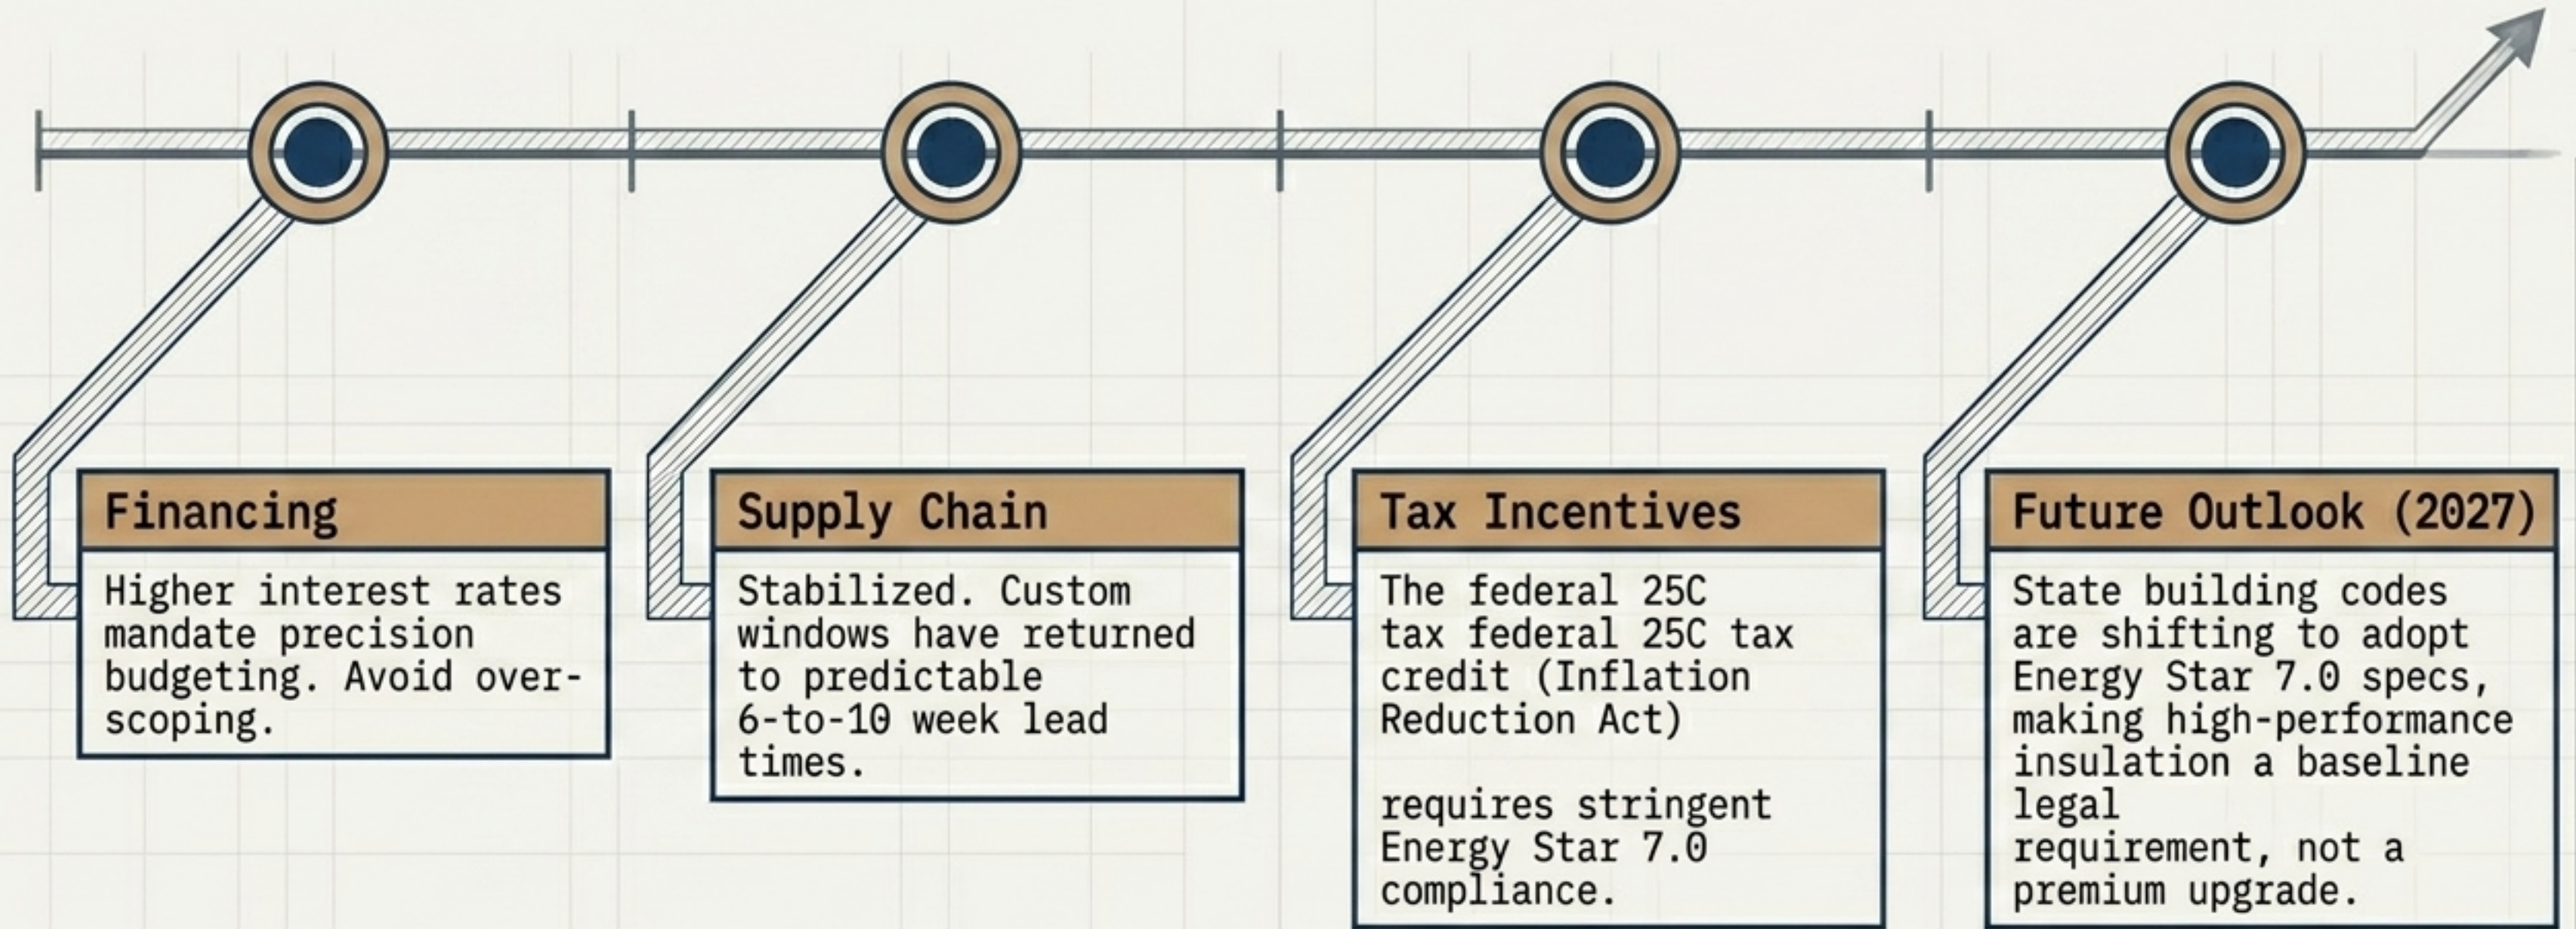 Financing
Higher interest rates
mandate precision
budgeting. Avoid over-
scoping.
Supply Chain
Stabilized. Custom
windows have returned
to predictable
6-to-10 week lead
times.
Tax Incentives
The federal 25C
tax federal 25C tax
credit (Inflation
Reduction Act)
requires stringent
Energy Star 7.0
compliance.
Future Outlook (2027)
State building codes
are shifting to adopt
Energy Star 7.0 specs,
making high-performance
insulation a baseline
legal
requirement, not a
premium upgrade.